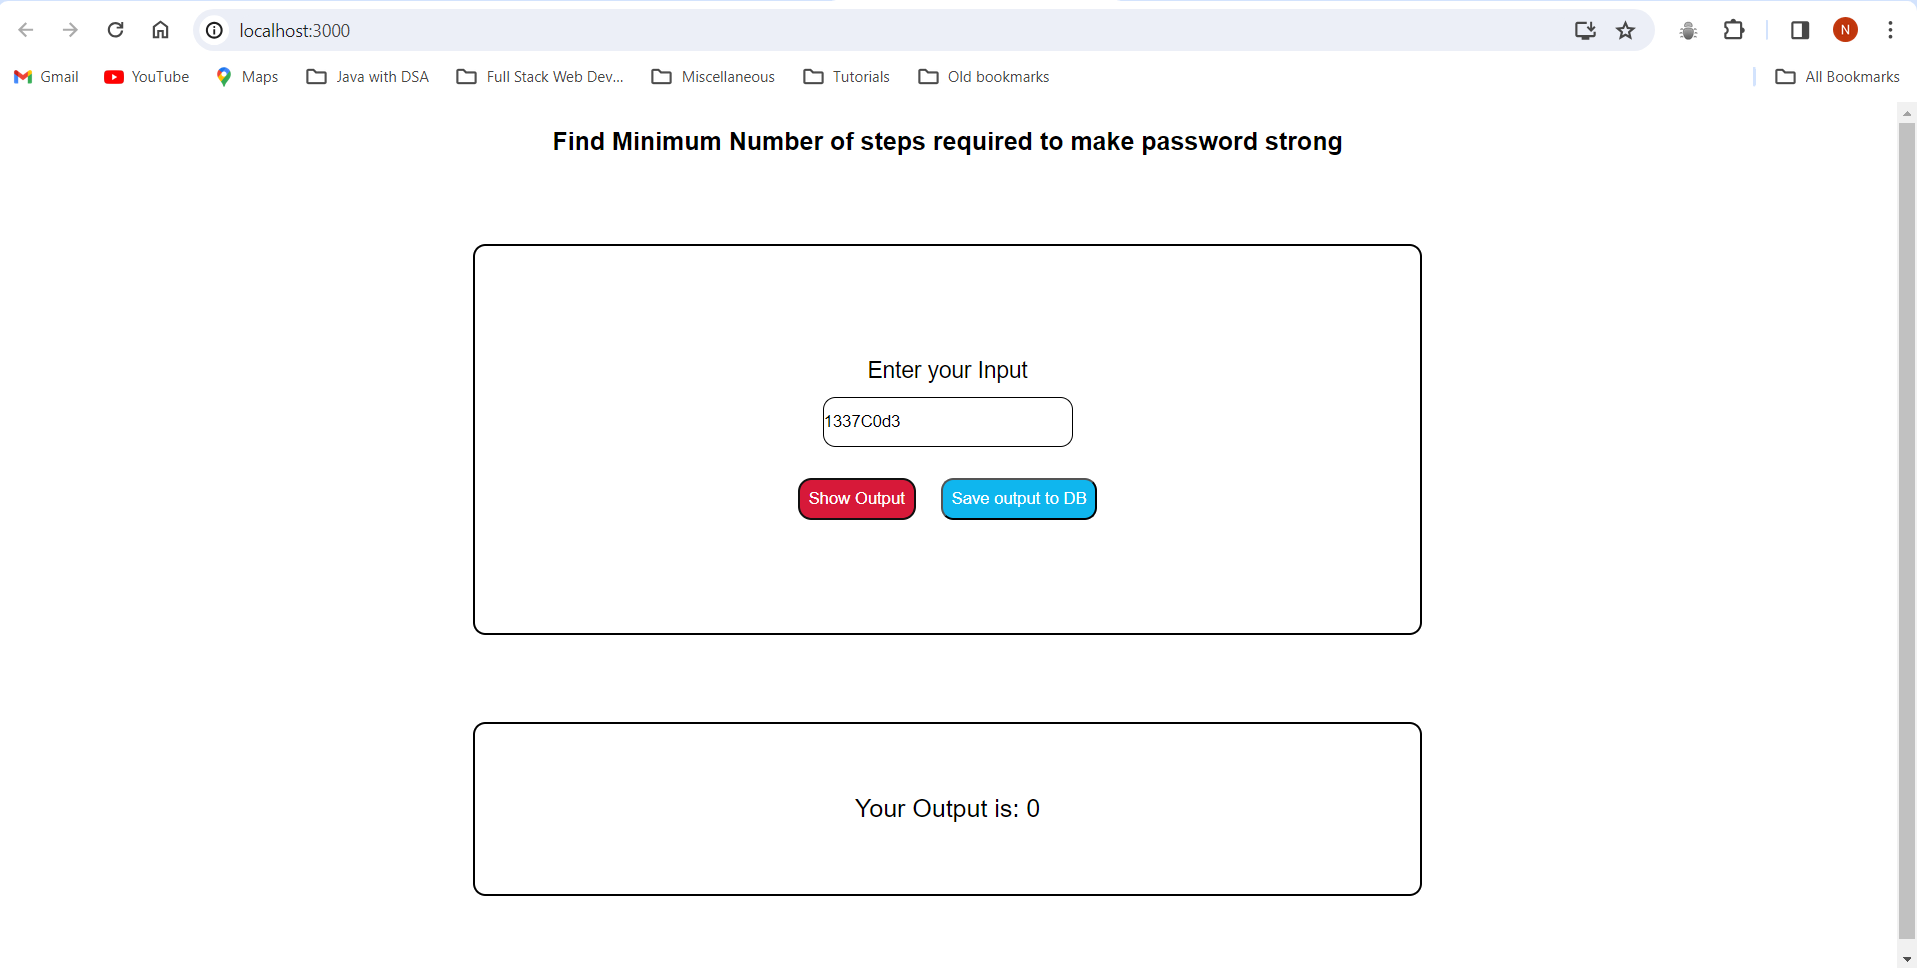 localhost:3000
N
Gmail YouTube Maps Java with DSA Full Stack Web Dev... Miscellaneous Tutorials Old bookmarks All Bookmarks
Find Minimum Number of steps required to make password strong
Enter your Input
1337C0d3
Show Output Save output to DB
Your Output is: 0